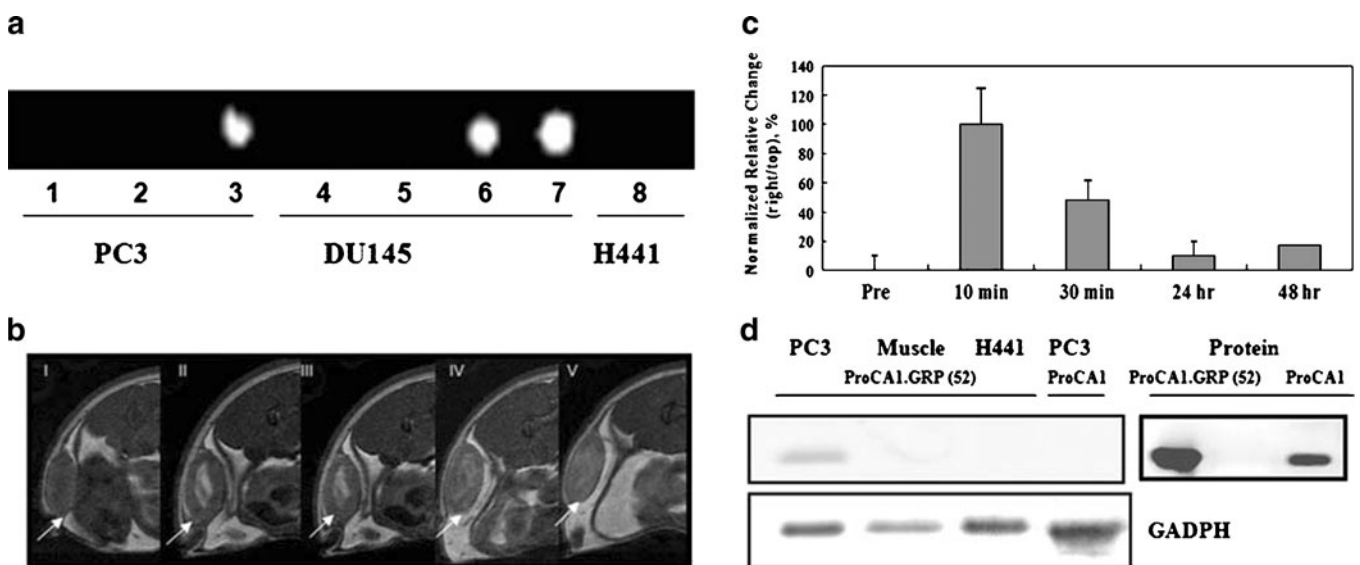 a
1 2 3 4 5 6 7 8
PC3 DU145 H441
b
I II III IV V
c
Normalized Relative Change
(right/top), %
140
120
100
80
60
40
20
0
Pre 10 min 30 min 24 hr 48 hr
d
PC3 Muscle H441 PC3 Protein
ProCA1.GRP (52) ProCA1 ProCA1.GRP (52) ProCA1
GADPH